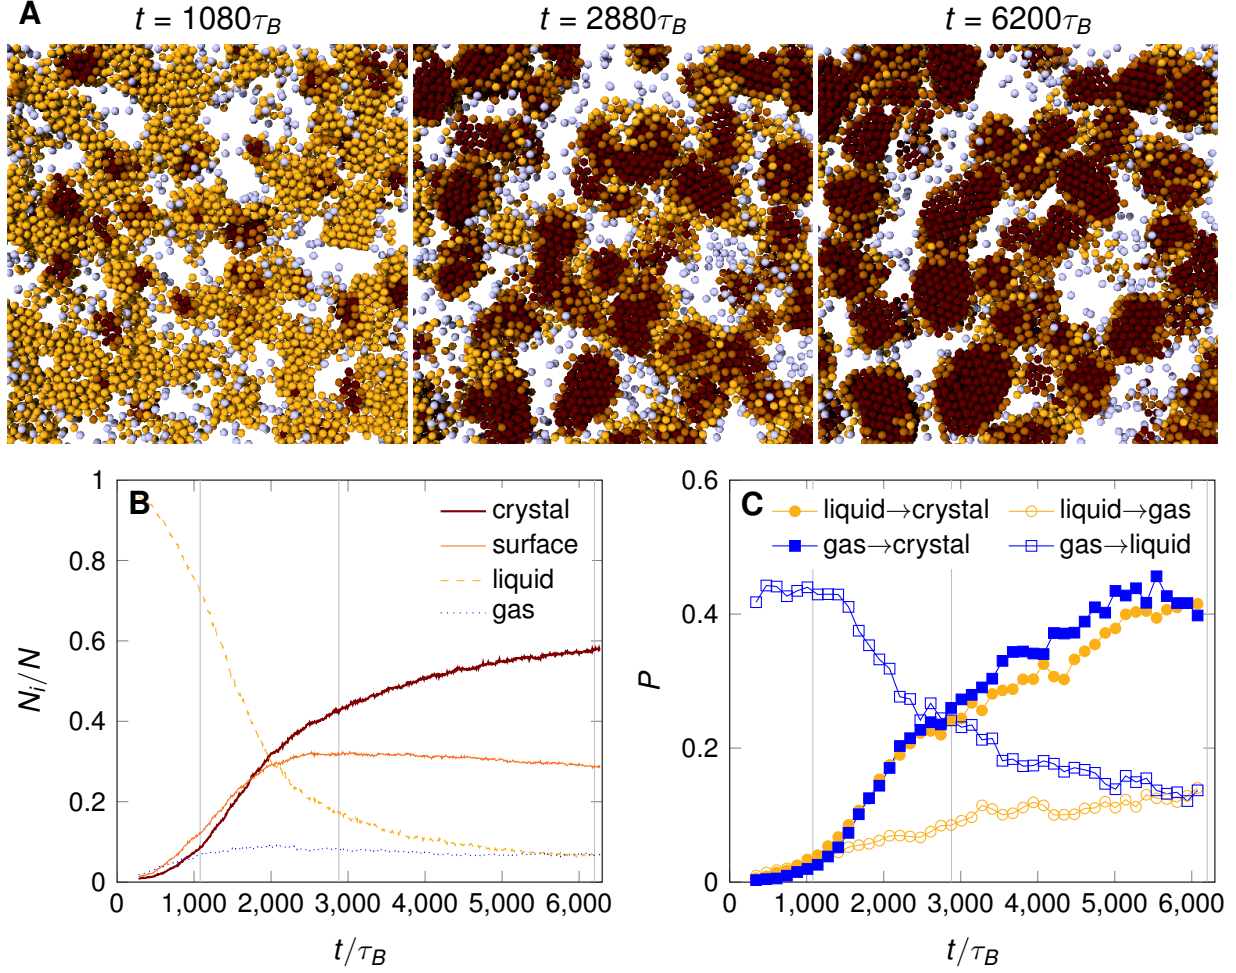 A
t = 1080τB
t = 2880τB
t = 6200τB
B
crystal
surface
liquid
gas
1
0.8
0.6
0.4
0.2
0
0
1,000
2,000
3,000
4,000
5,000
6,000
Ni/N
t/τB
C
liquid→crystal
liquid→gas
gas→crystal
gas→liquid
0.6
0.4
0.2
0
0
1,000
2,000
3,000
4,000
5,000
6,000
P
t/τB